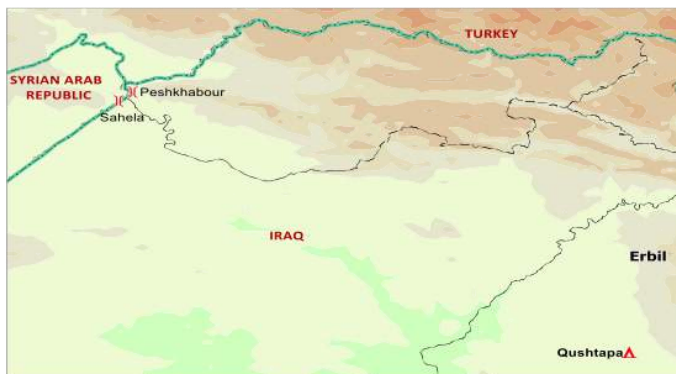 TURKEY
SYRIAN ARAB
REPUBLIC
Peshkhabour
Sahela
IRAQ
Erbil
Qushtapa